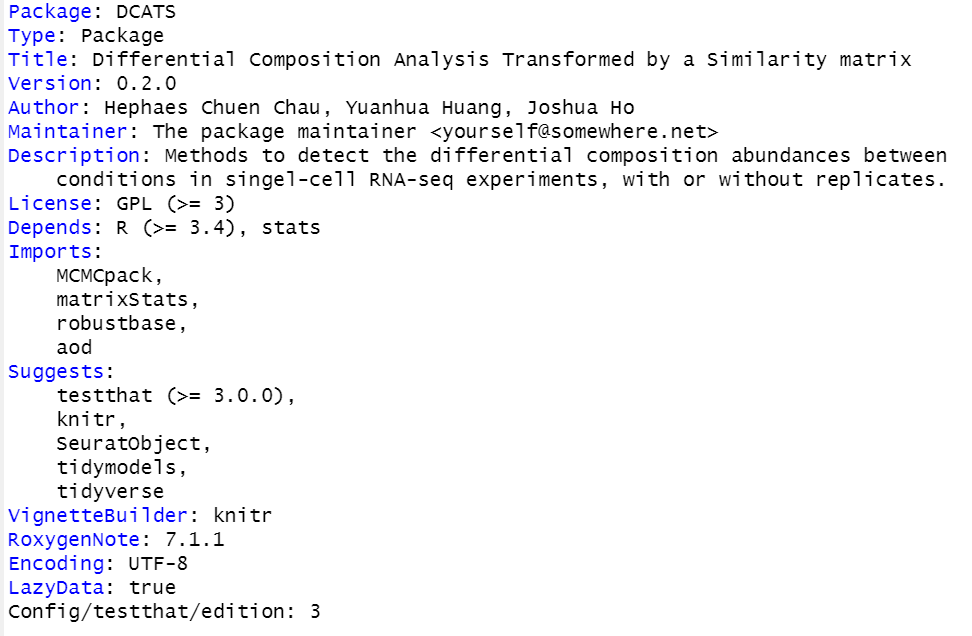 Package: DCATS
Type: Package
Title: Differential Composition Analysis Transformed by a Similarity matrix
Version: 0.2.0
Author: Hephaes Chuen Chau, Yuanhua Huang, Joshua Ho
Maintainer: The package maintainer <yourself@somewhere.net>
Description: Methods to detect the differential composition abundances between
    conditions in singel-cell RNA-seq experiments, with or without replicates.
License: GPL (>= 3)
Depends: R (>= 3.4), stats
Imports:
    MCMCpack,
    matrixStats,
    robustbase,
    aod
Suggests:
    testthat (>= 3.0.0),
    knitr,
    SeuratObject,
    tidymodels,
    tidyverse
VignetteBuilder: knitr
RoxygenNote: 7.1.1
Encoding: UTF-8
LazyData: true
Config/testthat/edition: 3